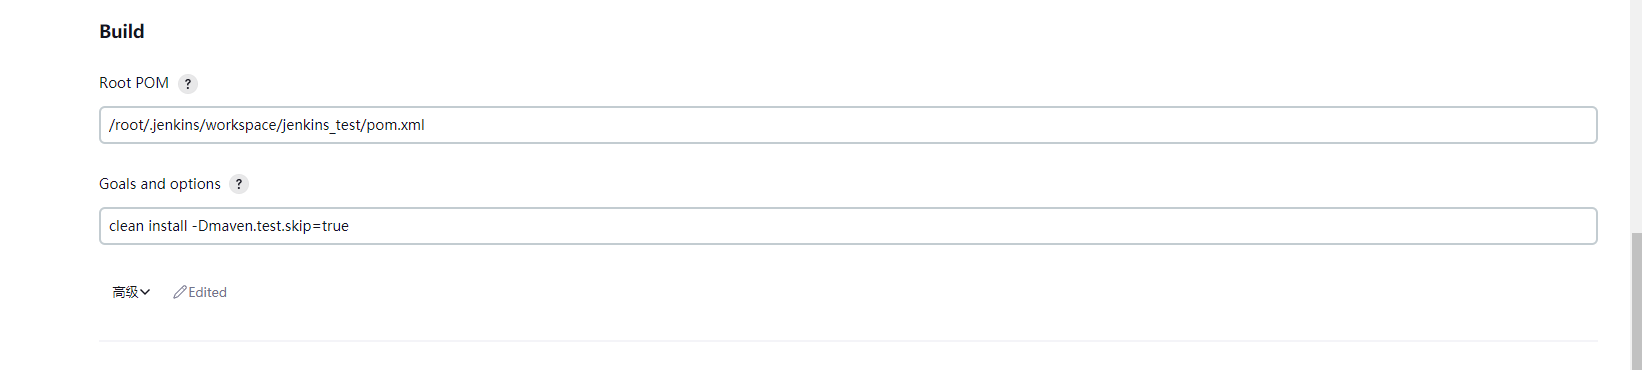 Build
Root POM ?
/root/.jenkins/workspace/jenkins_test/pom.xml
Goals and options ?
clean install -Dmaven.test.skip=true
高级 Edited